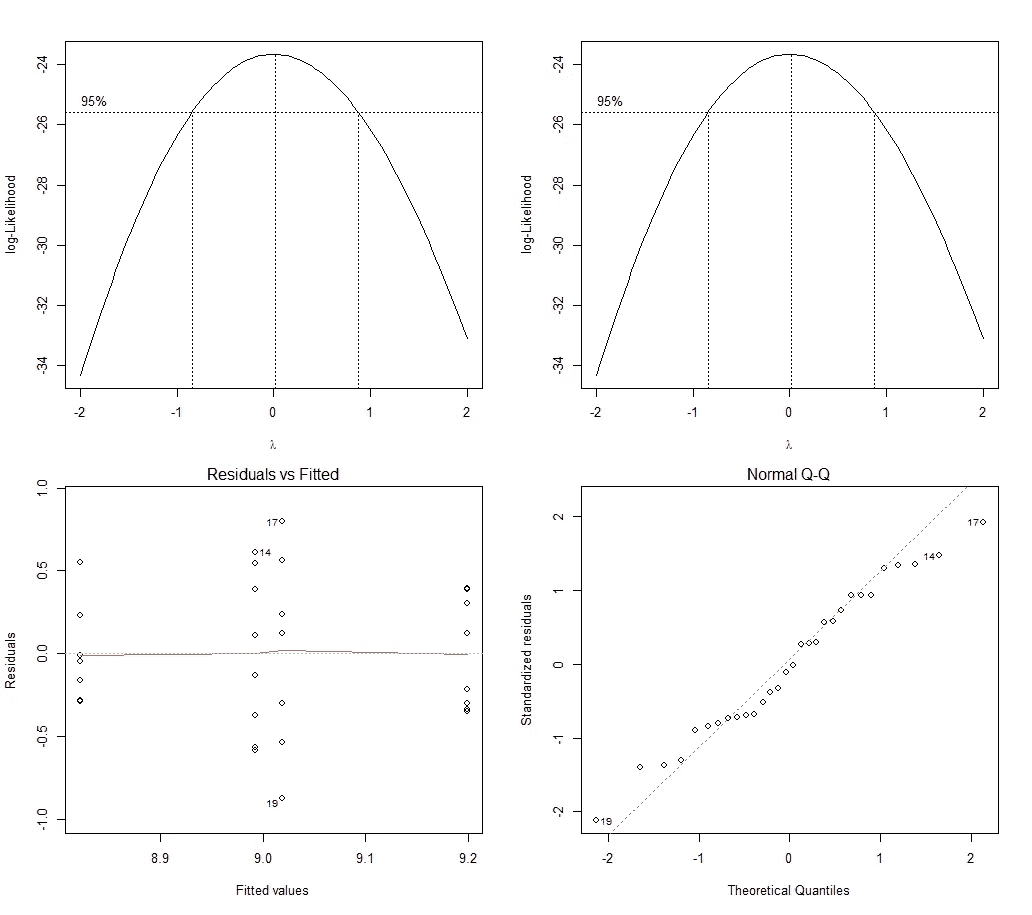 -24
-26
-28
-30
-32
-34
log-Likelihood
95%
-2 -1 0 1 2
λ
-24
-26
-28
-30
-32
-34
log-Likelihood
95%
-2 -1 0 1 2
λ
Residuals vs Fitted
1.0
0.5
0.0
-0.5
-1.0
Residuals
17
14
19
8.9 9.0 9.1 9.2
Fitted values
Normal Q-Q
2
1
0
-1
-2
Standardized residuals
17
14
19
-2 -1 0 1 2
Theoretical Quantiles